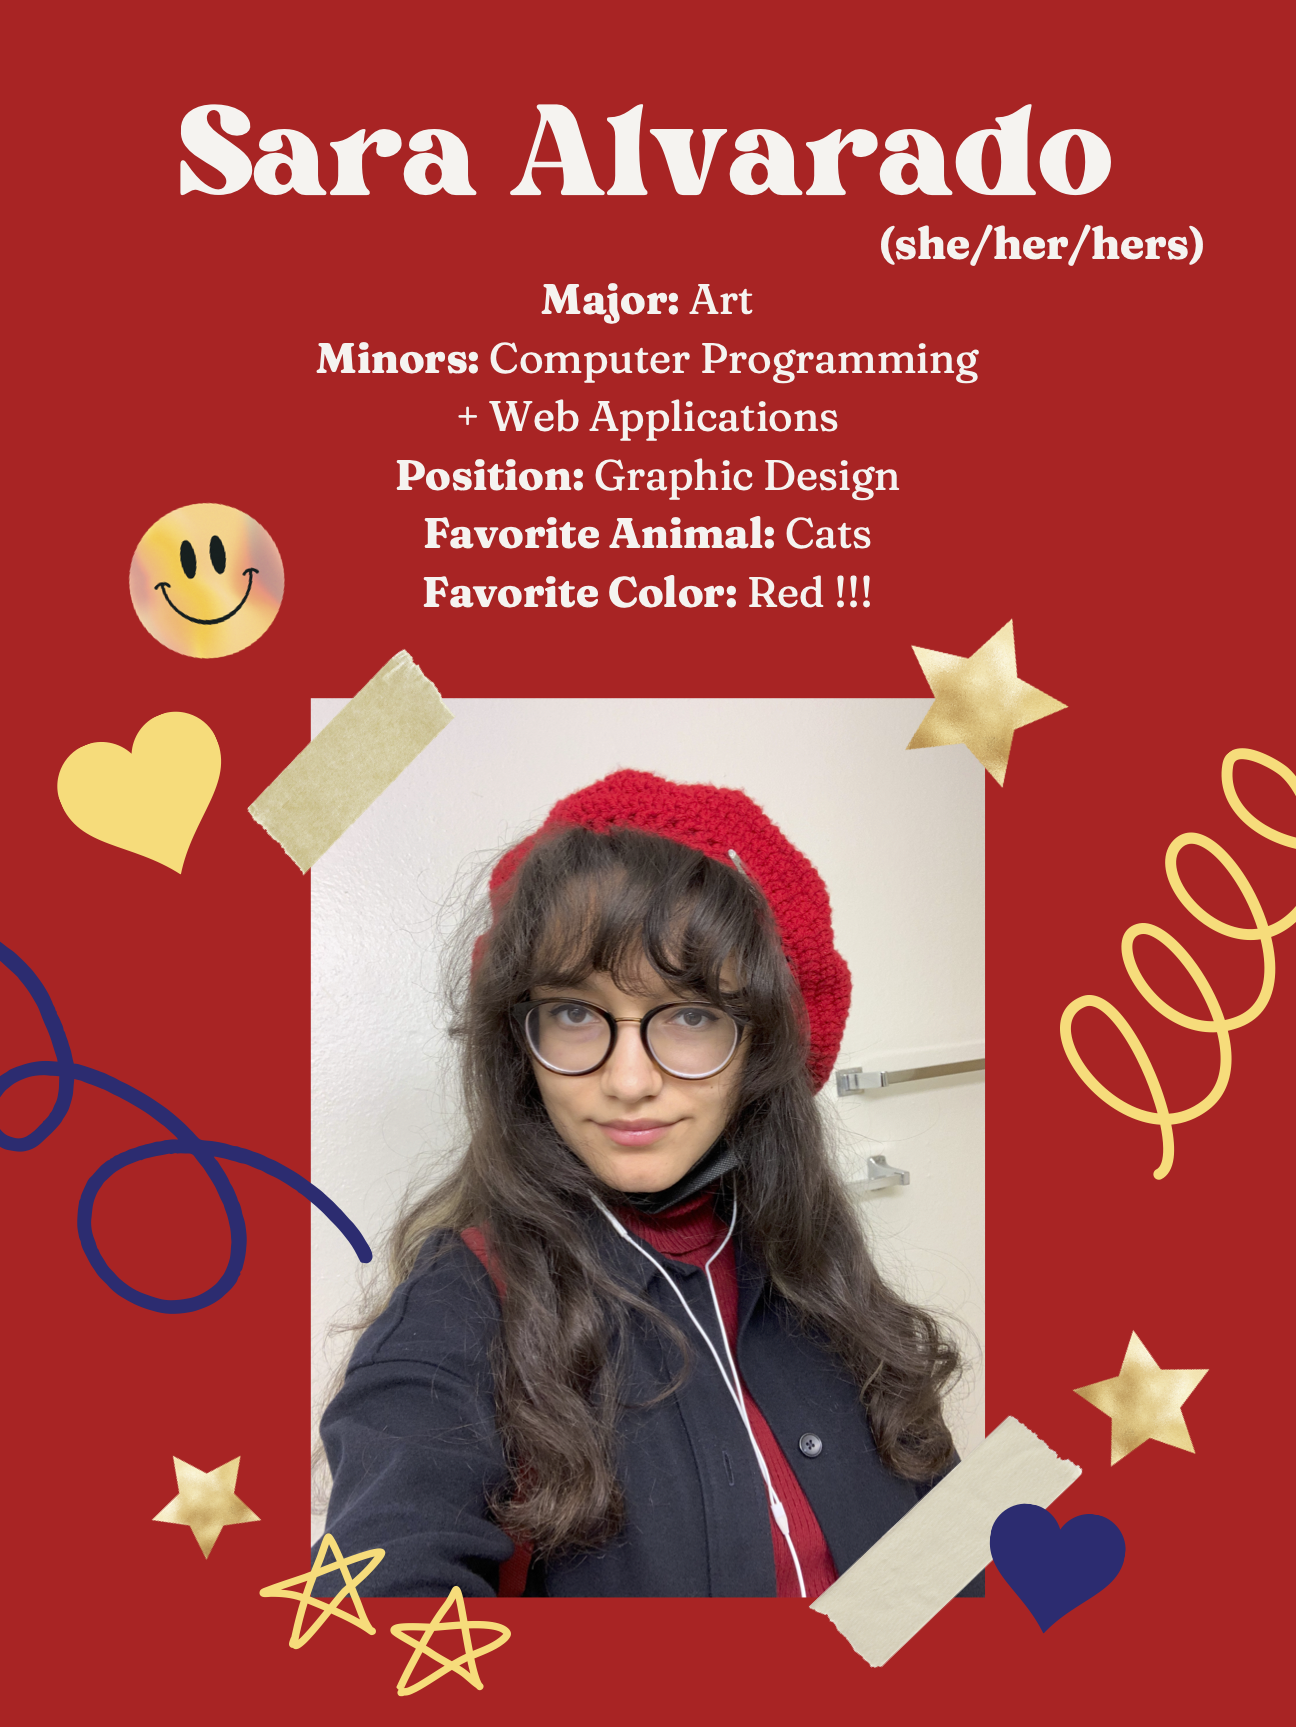 Sara Alvarado
(she/her/hers)
Major: Art
Minors: Computer Programming
+ Web Applications
Position: Graphic Design
Favorite Animal: Cats
Favorite Color: Red !!!